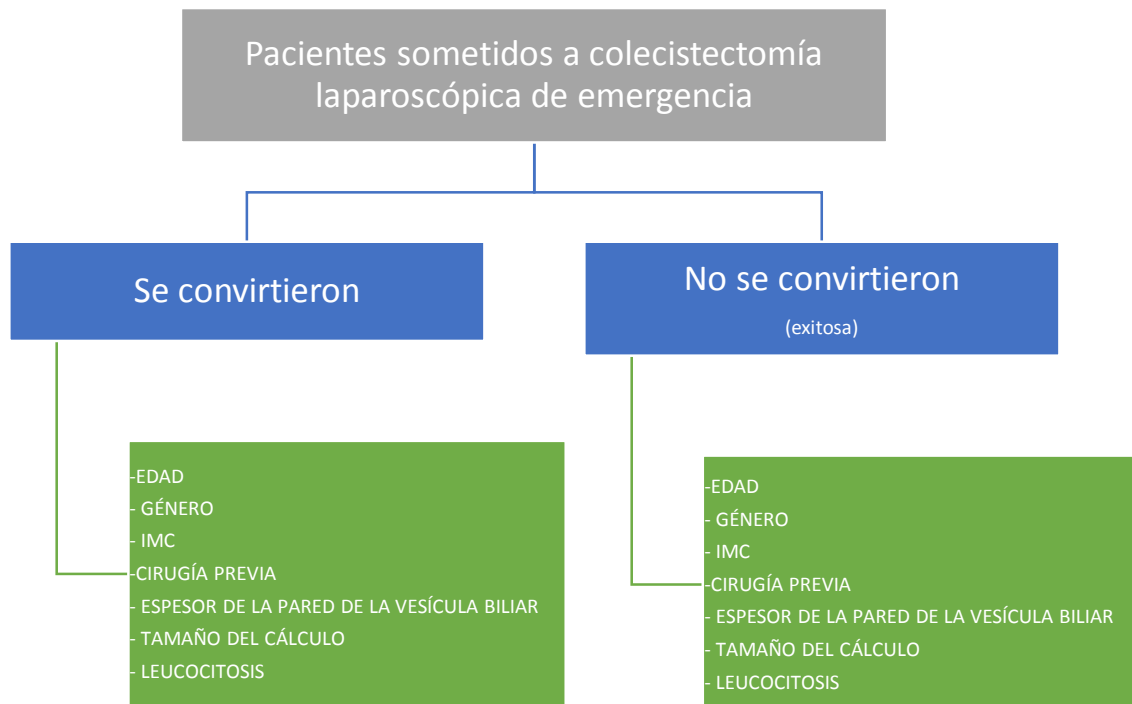 Pacientes sometidos a colecistectomía
laparoscópica de emergencia
Se convirtieron
No se convirtieron
(exitosa)
-EDAD
- GÉNERO
- IMC
-CIRUGÍA PREVIA
- ESPESOR DE LA PARED DE LA VESÍCULA BILIAR
- TAMAÑO DEL CÁLCULO
- LEUCOCITOSIS
-EDAD
- GÉNERO
- IMC
-CIRUGÍA PREVIA
- ESPESOR DE LA PARED DE LA VESÍCULA BILIAR
- TAMAÑO DEL CÁLCULO
- LEUCOCITOSIS